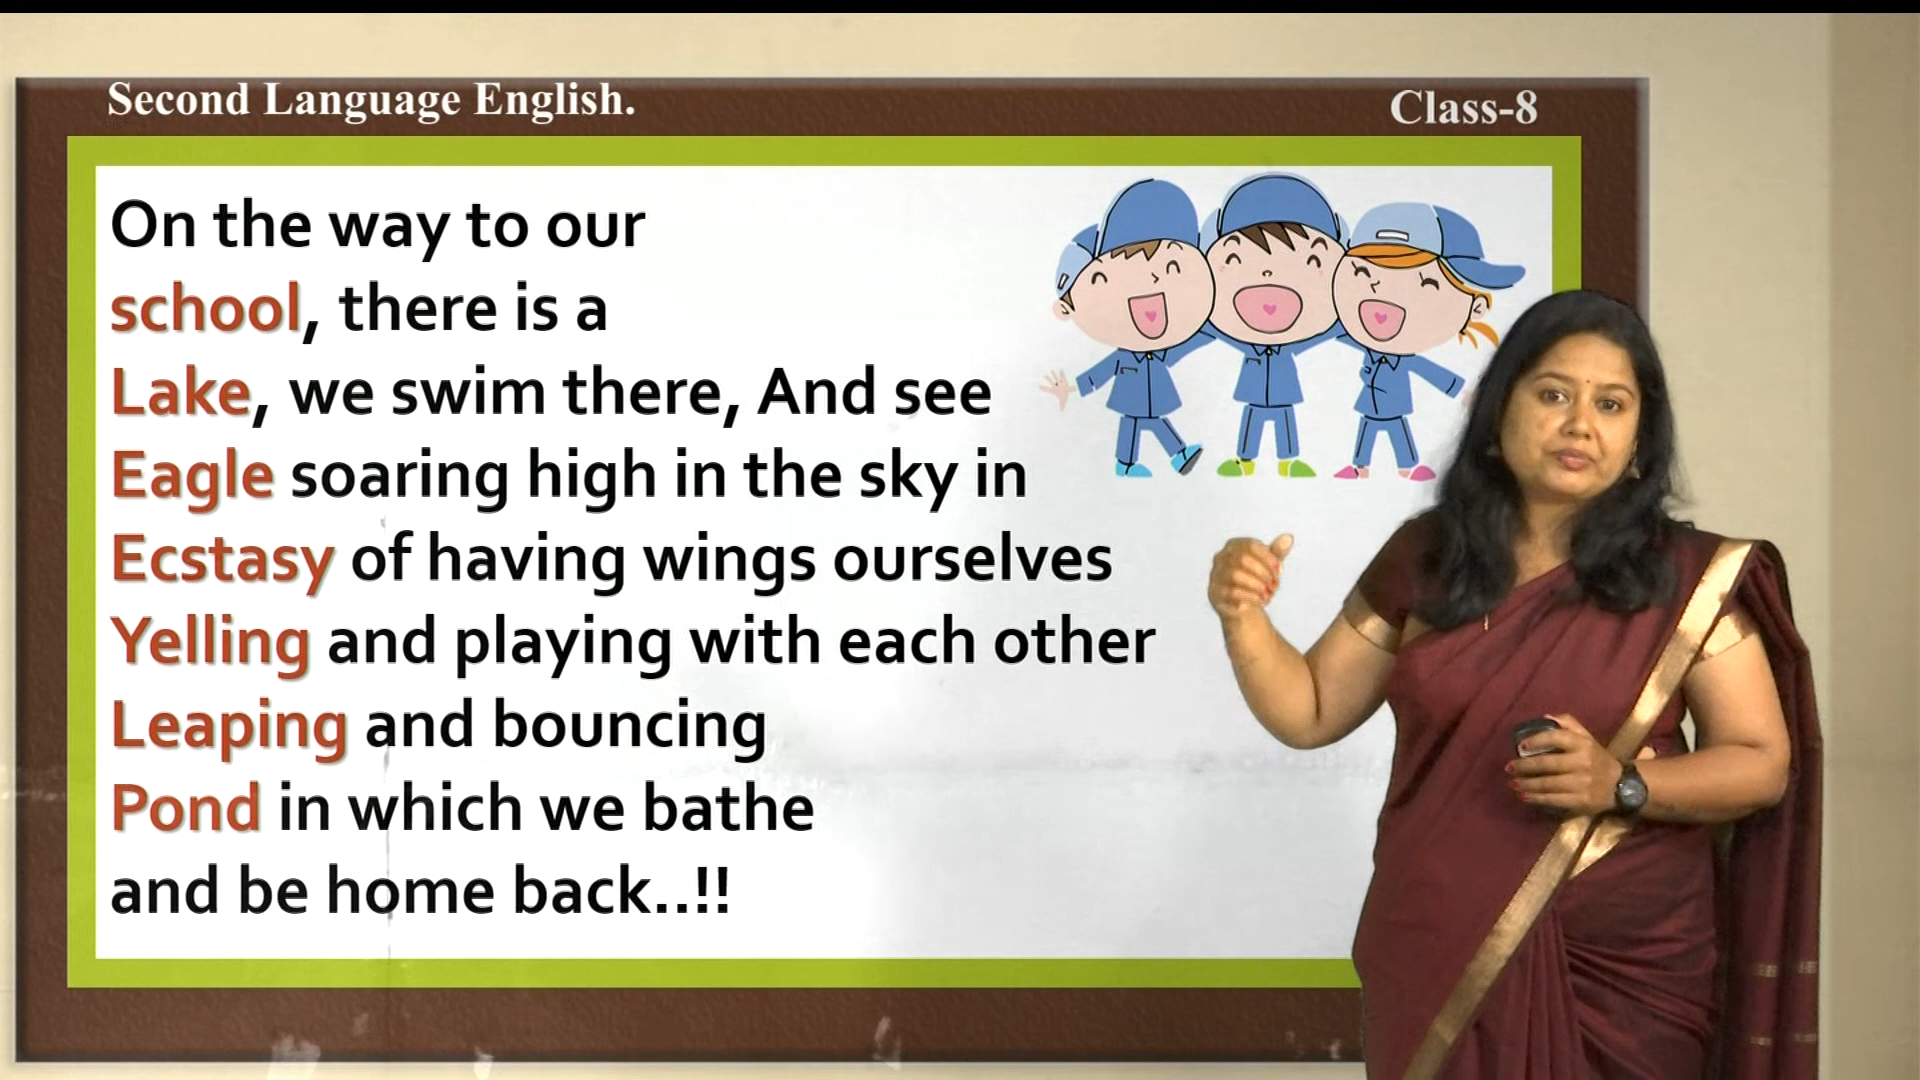 Second Language English.
Class-8
On the way to our
school, there is a
Lake, we swim there, And see
Eagle soaring high in the sky in
Ecstasy of having wings ourselves
Yelling and playing with each other
Leaping and bouncing
Pond in which we bathe
and be home back..!!